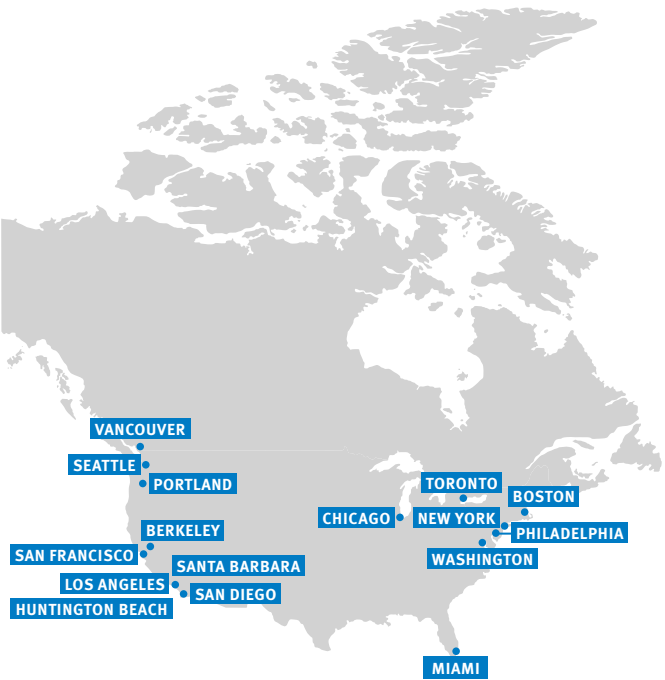 VANCOUVER
SEATTLE
PORTLAND
TORONTO
BOSTON
CHICAGO
NEW YORK
PHILADELPHIA
BERKELEY
SAN FRANCISCO
WASHINGTON
SANTA BARBARA
LOS ANGELES
SAN DIEGO
HUNTINGTON BEACH
MIAMI